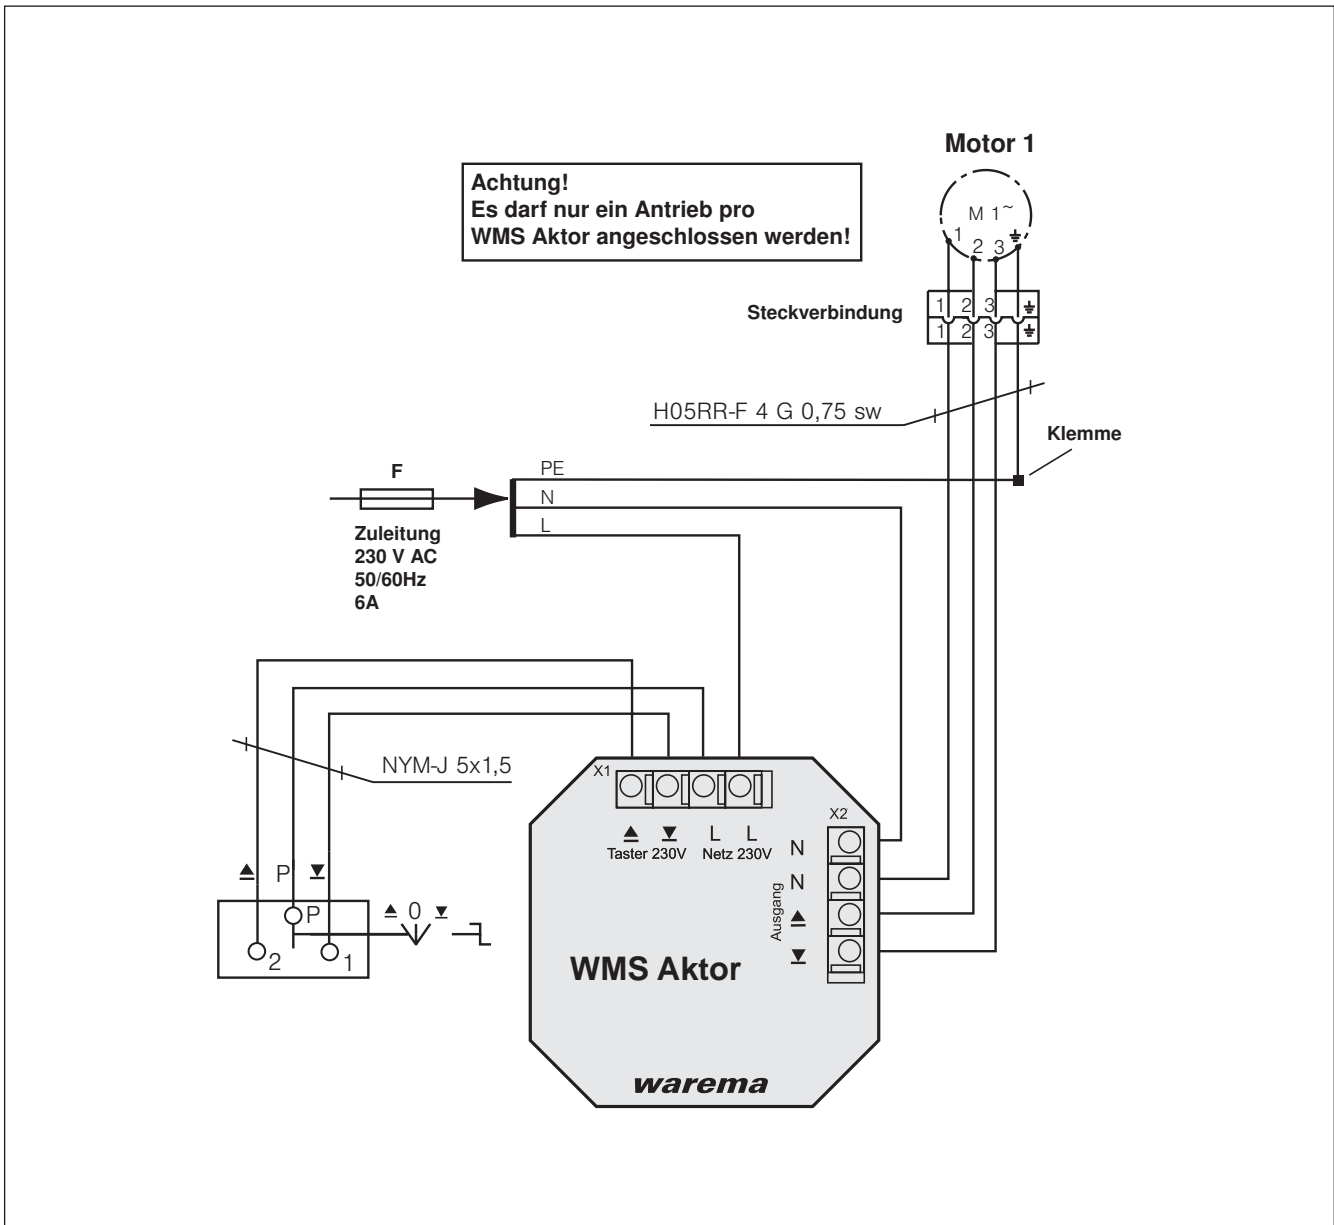 Motor 1
Achtung!
Es darf nur ein Antrieb pro
WMS Aktor angeschlossen werden!
M 1~
1 2 3
Steckverbindung
1 2 3
1 2 3
H05RR-F 4 G 0,75 sw
Klemme
F
PE
N
L
Zuleitung
230 V AC
50/60Hz
6A
NYM-J 5x1,5
X1
X2
L L
Taster 230V Netz 230V
N
N
Ausgang
P
P
0
2 1
WMS Aktor
warema